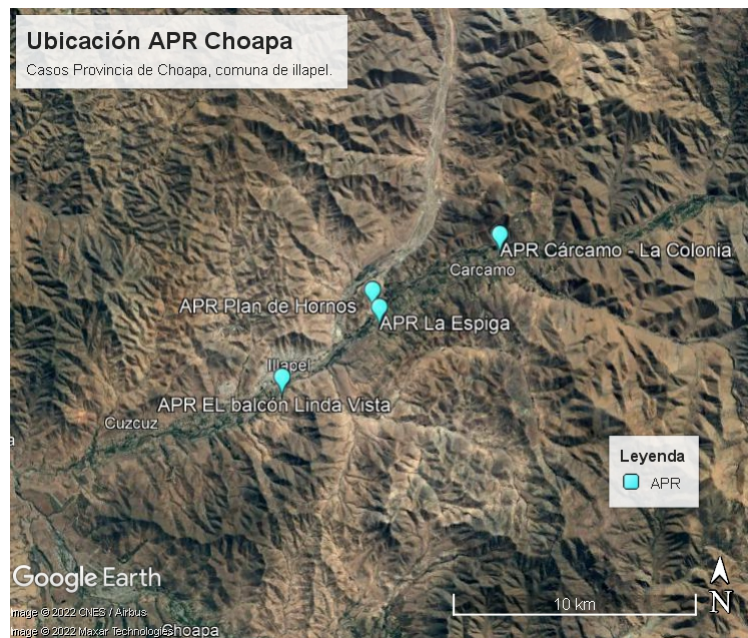 Ubicación APR Choapa
Casos Provincia de Choapa, comuna de illapel.
APR Cárcamo - La Colonia
Carcamo
APR Plan de Hornos
APR La Espiga
Illapel
APR EL balcón Linda Vista
Cuzcuz
a
Leyenda
APR
Google Earth
10 km
N
Image © 2022 CNES / Airbus
Image © 2022 Maxar Technologies
Choapa